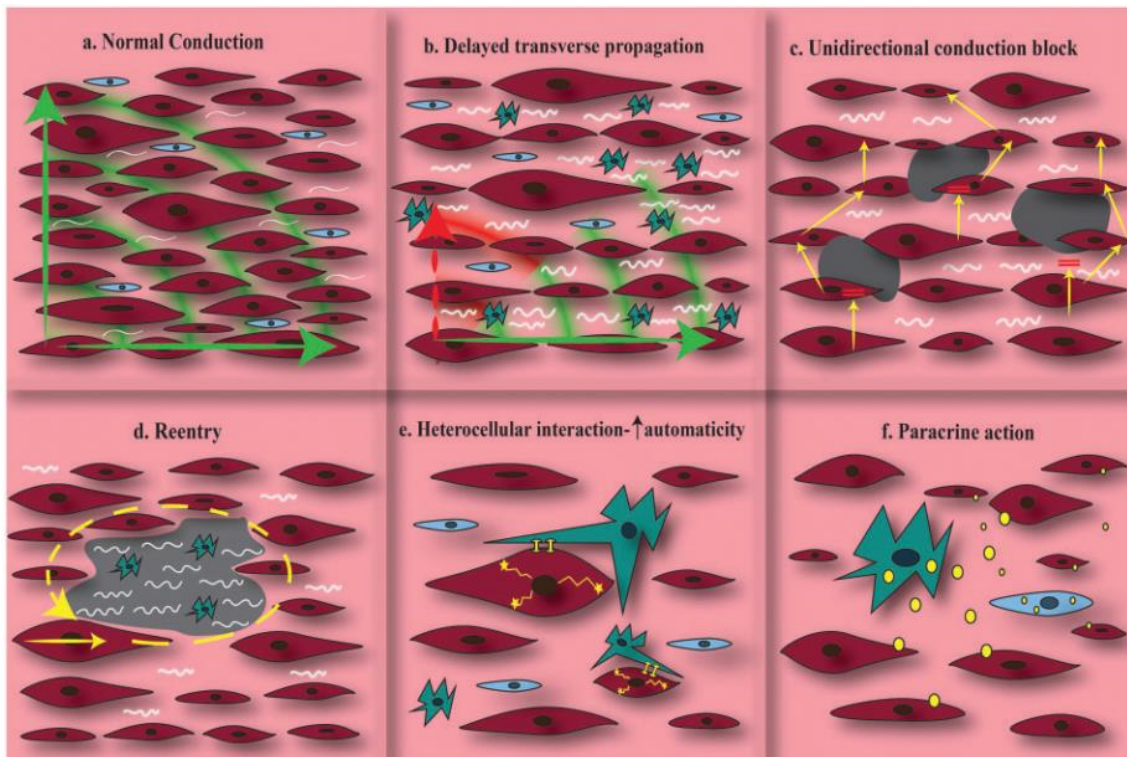 a. Normal Conduction
b. Delayed transverse propagation
c. Unidirectional conduction block
d. Reentry
e. Heterocellular interaction-↑automaticity
f. Paracrine action